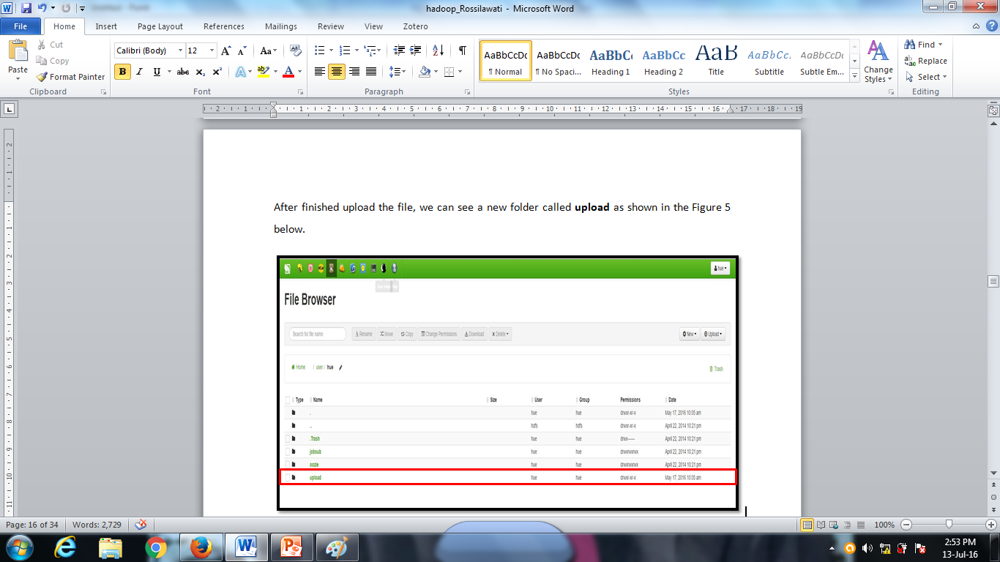 hadoop_Rossilawati - Microsoft Word
File Home Insert Page Layout References Mailings Review View Zotero
Paste
Cut
Copy
Format Painter
Clipboard
Calibri (Body) 12
Font
Paragraph
AaBbCcDc AaBbCcDc AaBbCc AaBbCc AaB AaBbCc. AaBbCcDc
¶ Normal ¶ No Spaci... Heading 1 Heading 2 Title Subtitle Subtle Em...
Change Styles
Styles
Find
Replace
Select
Editing
After finished upload the file, we can see a new folder called upload as shown in the Figure 5
below.
hue
File Browser
Search for file name Rename Move Copy Change Permissions Download Delete New Upload
Home / user / hue Trash
Type Name Size User Group Permissions Date
. hue hue drwxr-xr-x May 17, 2016 10:05 am
.. hdfs hdfs drwxr-xr-x April 22, 2014 10:21 pm
.Trash hue hue drwx------ April 22, 2014 10:21 pm
jobsub hue hue drwxrwxrwx April 22, 2014 10:21 pm
oozie hue hue drwxrwxrwx April 22, 2014 10:21 pm
upload hue hue drwxr-xr-x May 17, 2016 10:05 am
Page: 16 of 34 Words: 2,729 100%
2:53 PM
13-Jul-16